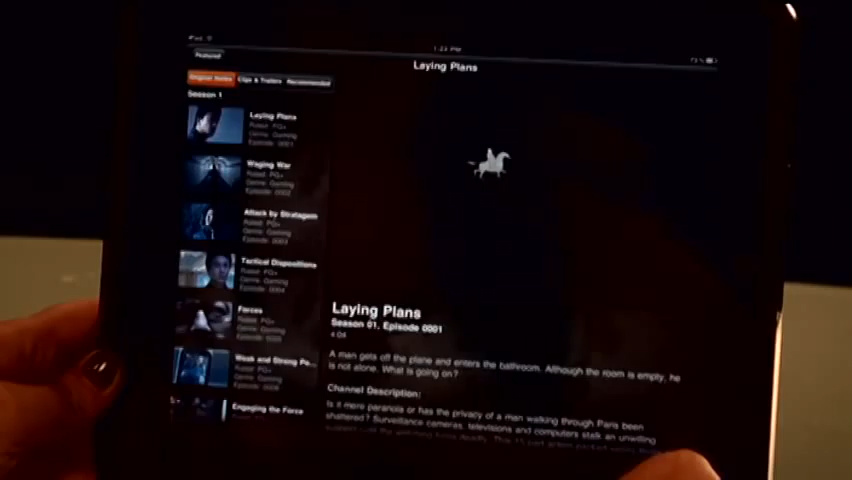 iPad
1:23 PM
Featured
Laying Plans
Original Series
Clips & Trailers
Recommended
Season 1
Laying Plans
Rated: PG+
Genre: Gaming
Episode: 0001
Waging War
Rated: PG+
Genre: Gaming
Episode: 0002
Attack by Stratagem
Rated: PG+
Genre: Gaming
Episode: 0003
Tactical Dispositions
Rated: PG+
Genre: Gaming
Episode: 0004
Forces
Rated: PG+
Genre: Gaming
Episode: 0005
Weak and Strong Po...
Rated: PG+
Genre: Gaming
Episode: 0006
Engaging the Force
Laying Plans
Season 01, Episode 0001
4:04
A man gets off the plane and enters the bathroom. Although the room is empty, he
is not alone. What is going on?
Channel Description:
Is it mere paranoia or has the privacy of a man walking through Paris been
shattered? Surveillance cameras, televisions and computers stalk an unwilling